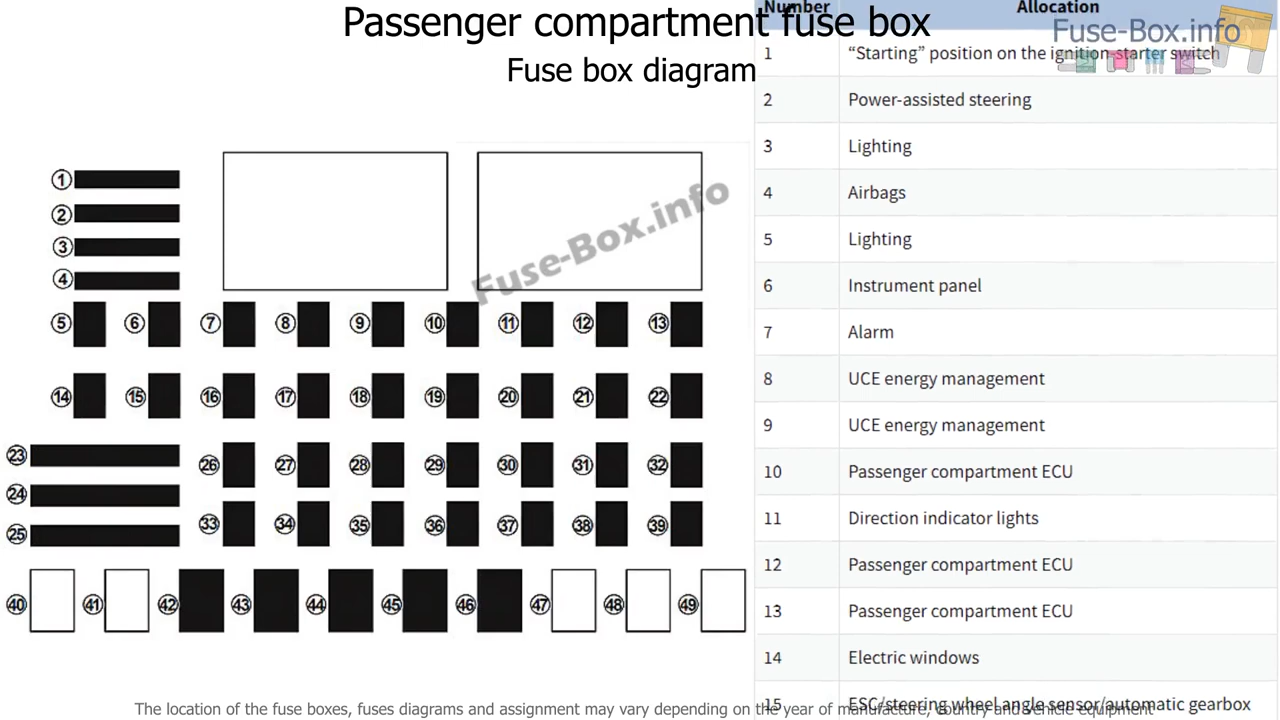 Passenger compartment fuse box
Fuse box diagram
Fuse-Box.info
Fuse-Box.info
1
2
3
4
5 6 7 8 9 10 11 12 13
14 15 16 17 18 19 20 21 22
23
24
25
26 27 28 29 30 31 32
33 34 35 36 37 38 39
40 41 42 43 44 45 46 47 48 49
Number Allocation
1 “Starting” position on the ignition-starter switch
2 Power-assisted steering
3 Lighting
4 Airbags
5 Lighting
6 Instrument panel
7 Alarm
8 UCE energy management
9 UCE energy management
10 Passenger compartment ECU
11 Direction indicator lights
12 Passenger compartment ECU
13 Passenger compartment ECU
14 Electric windows
15 ESC/steering wheel angle sensor/automatic gearbox
The location of the fuse boxes, fuses diagrams and assignment may vary depending on the year of manufacture, country and vehicle equipment